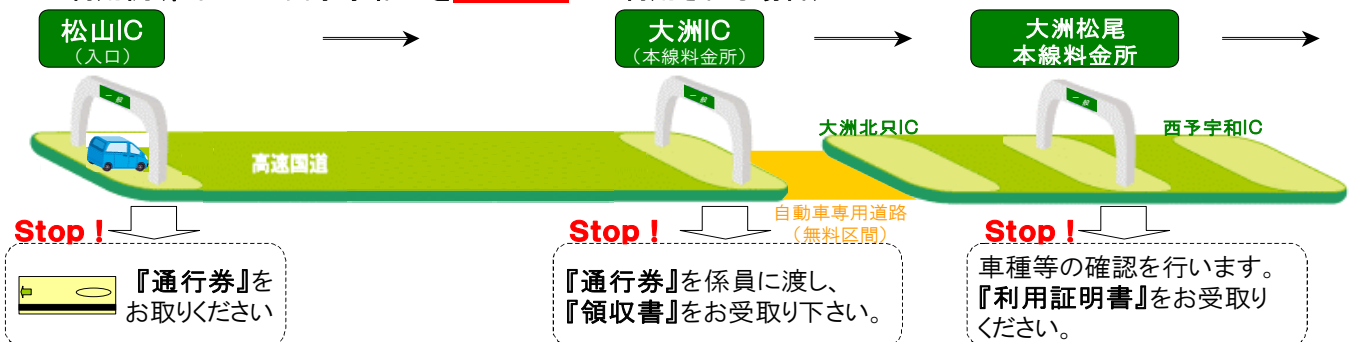 松山IC
（入口）
大洲IC
（本線料金所）
大洲松尾
本線料金所
一般
一般
一般
大洲北只IC
西予宇和IC
高速国道
自動車専用道路
（無料区間）
Stop！
『通行券』を
お取りください
Stop！
『通行券』を係員に渡し、
『領収書』をお受取り下さい。
Stop！
車種等の確認を行います。
『利用証明書』をお受取り
ください。